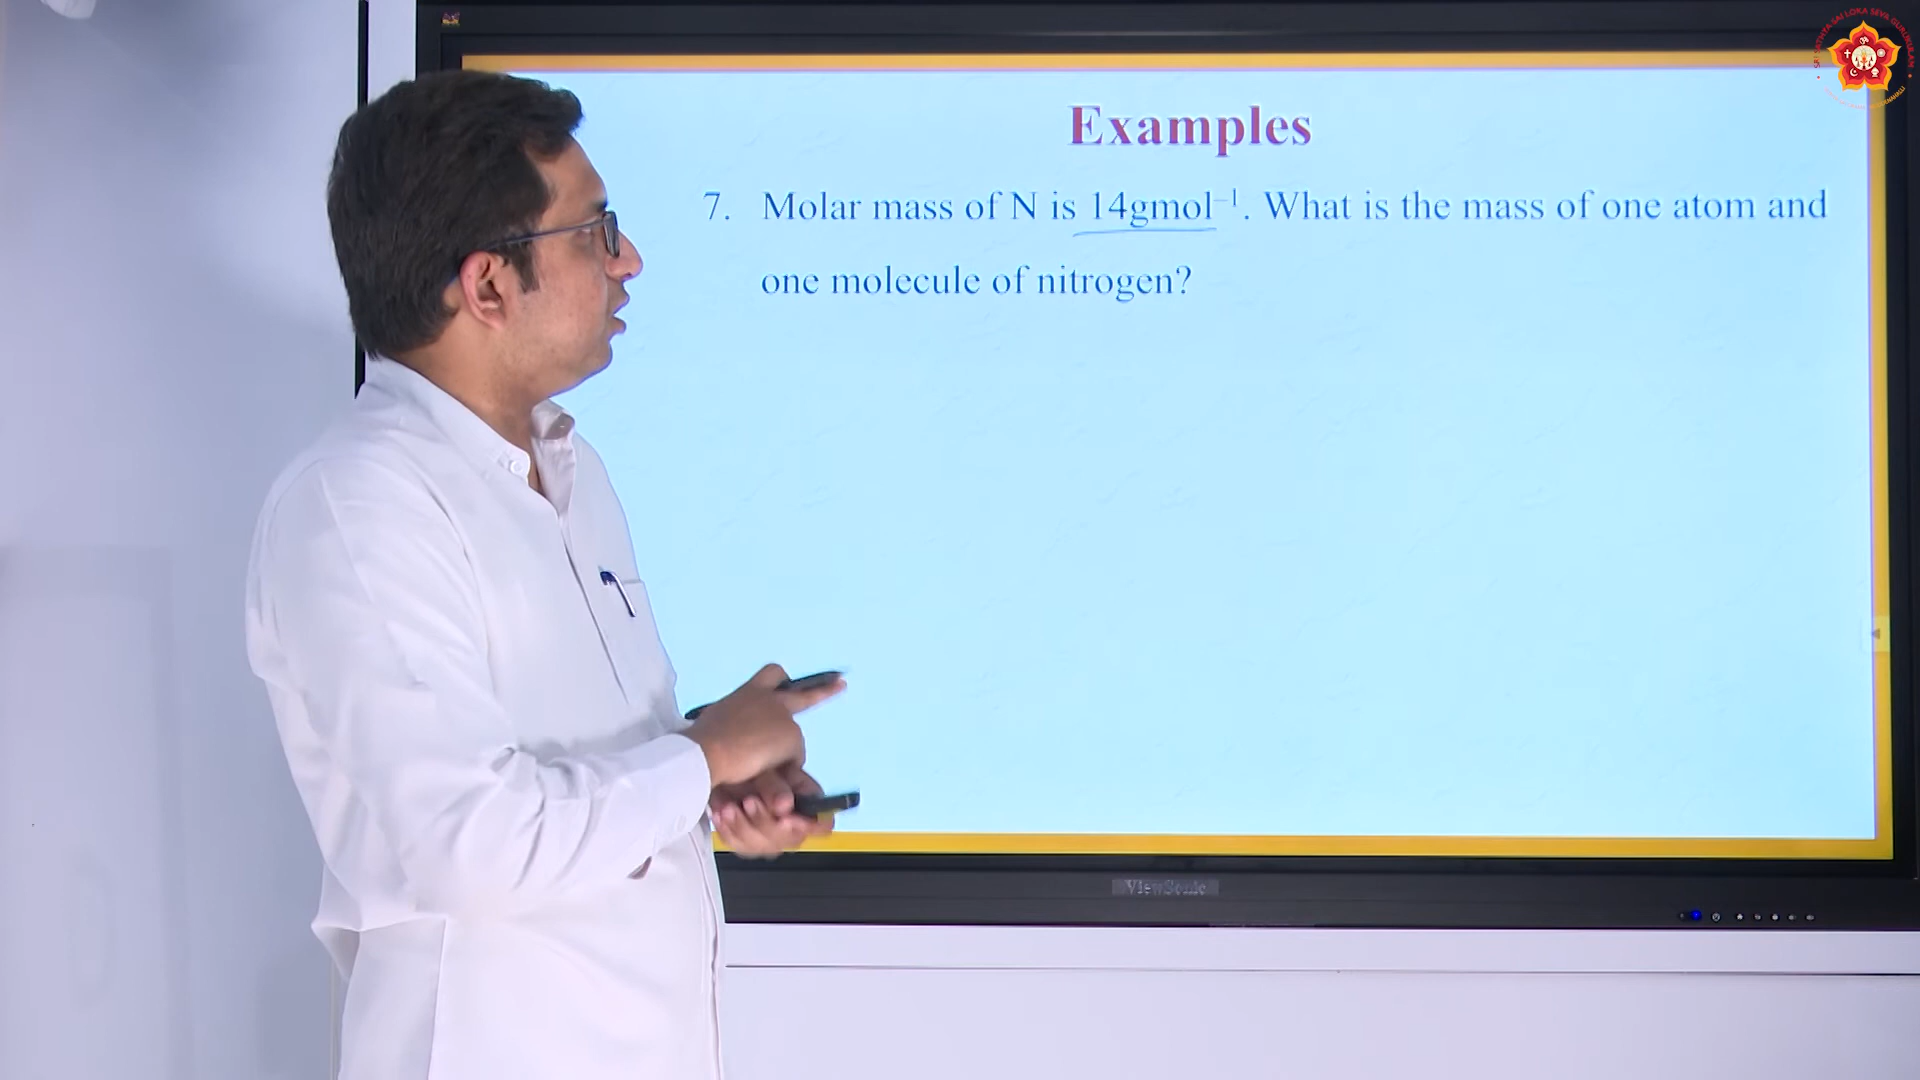 Examples
7. Molar mass of N is 14gmol⁻¹. What is the mass of one atom and
one molecule of nitrogen?
ViewSonic